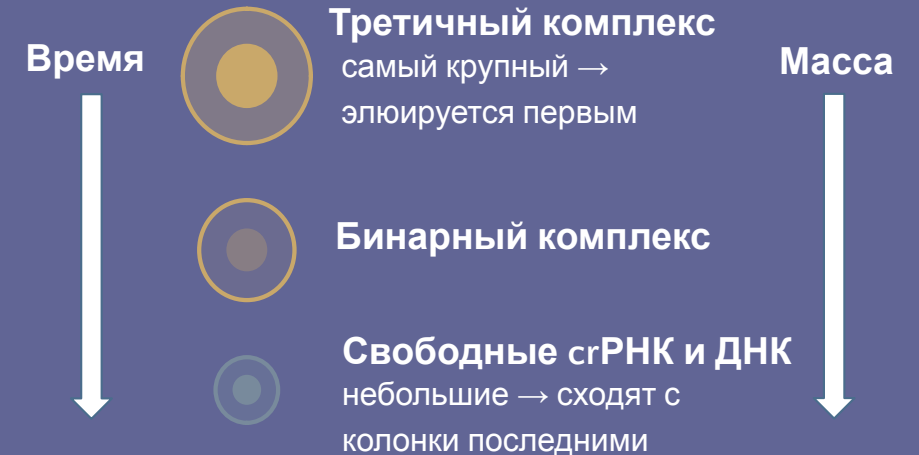 Третичный комплекс
Время
самый крупный →
Масса
элюируется первым
Бинарный комплекс
Свободные crРНК и ДНК
небольшие → сходят с
колонки последними